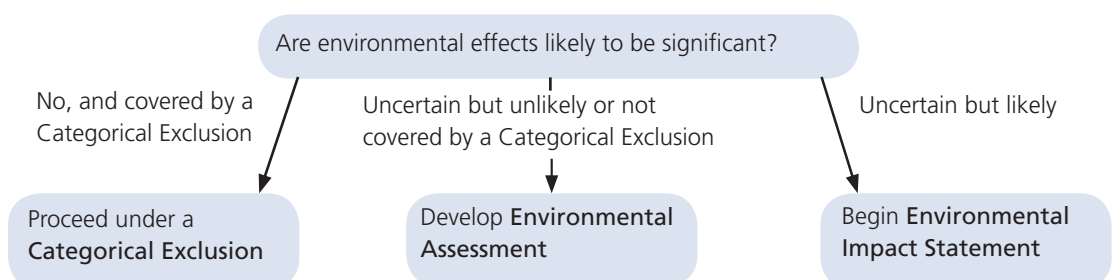 Are environmental effects likely to be significant?
No, and covered by a
Categorical Exclusion
Uncertain but unlikely or not
covered by a Categorical Exclusion
Uncertain but likely
Proceed under a
Categorical Exclusion
Develop Environmental
Assessment
Begin Environmental
Impact Statement